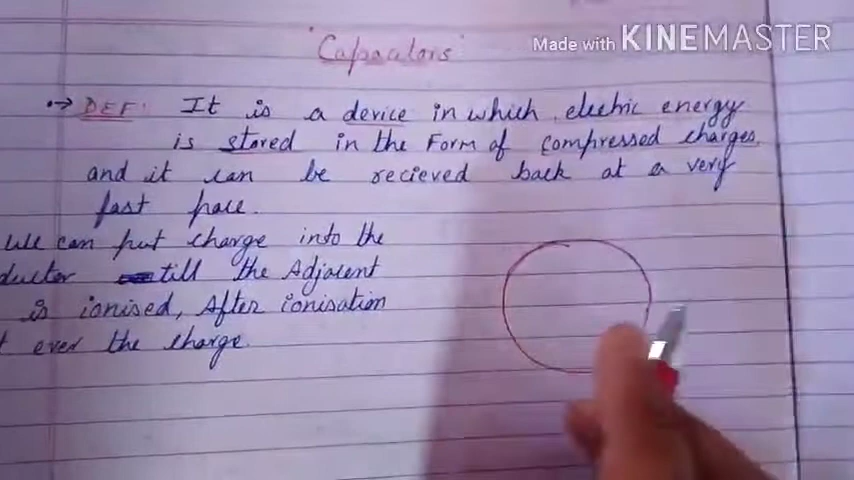 Made with KINEMASTER
"Capacitors"
•→ DEF: It is a device in which electric energy
is stored in the Form of compressed charges,
and it can be recieved back at a very
fast pace.
We can put charge into the
ductor till the Adjacent
is ionised, After ionisation
t over the charge.